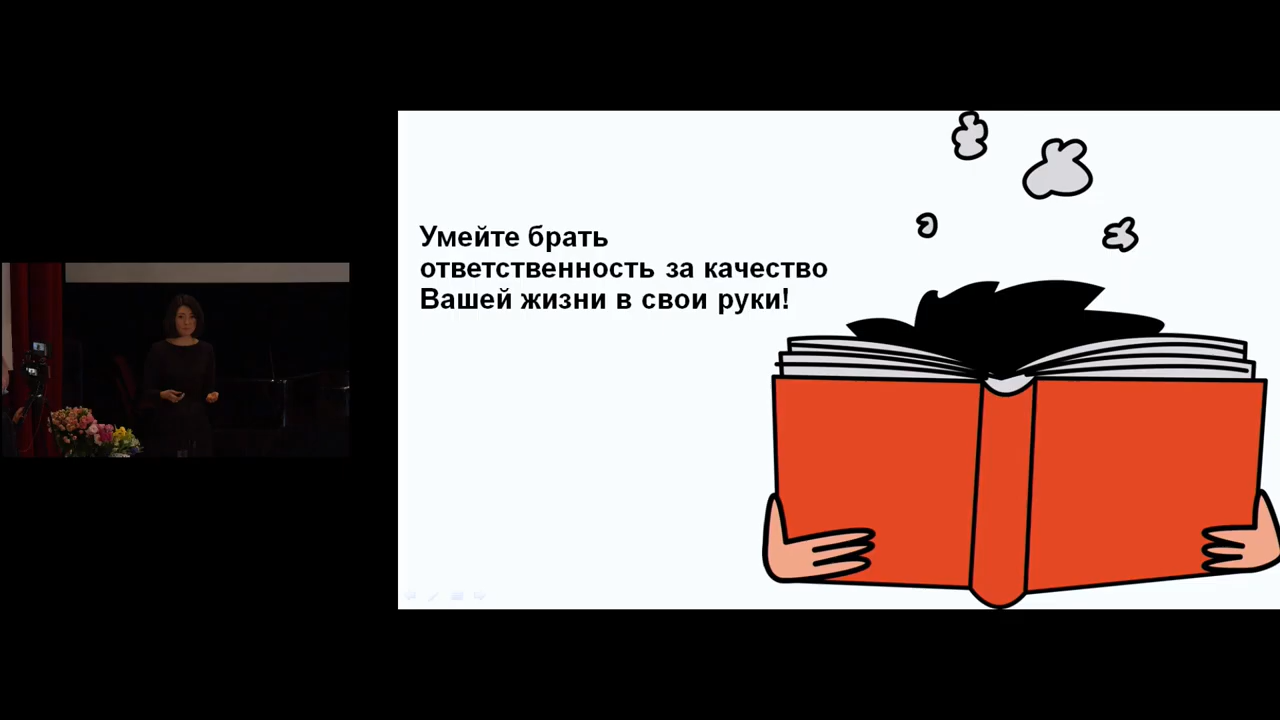 Умейте брать
ответственность за качество
Вашей жизни в свои руки!